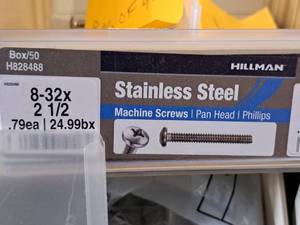 Box/50
H828488
HILLMAN
8-32x
2 1/2
.79ea | 24.99bx
Stainless Steel
Machine Screws | Pan Head | Phillips